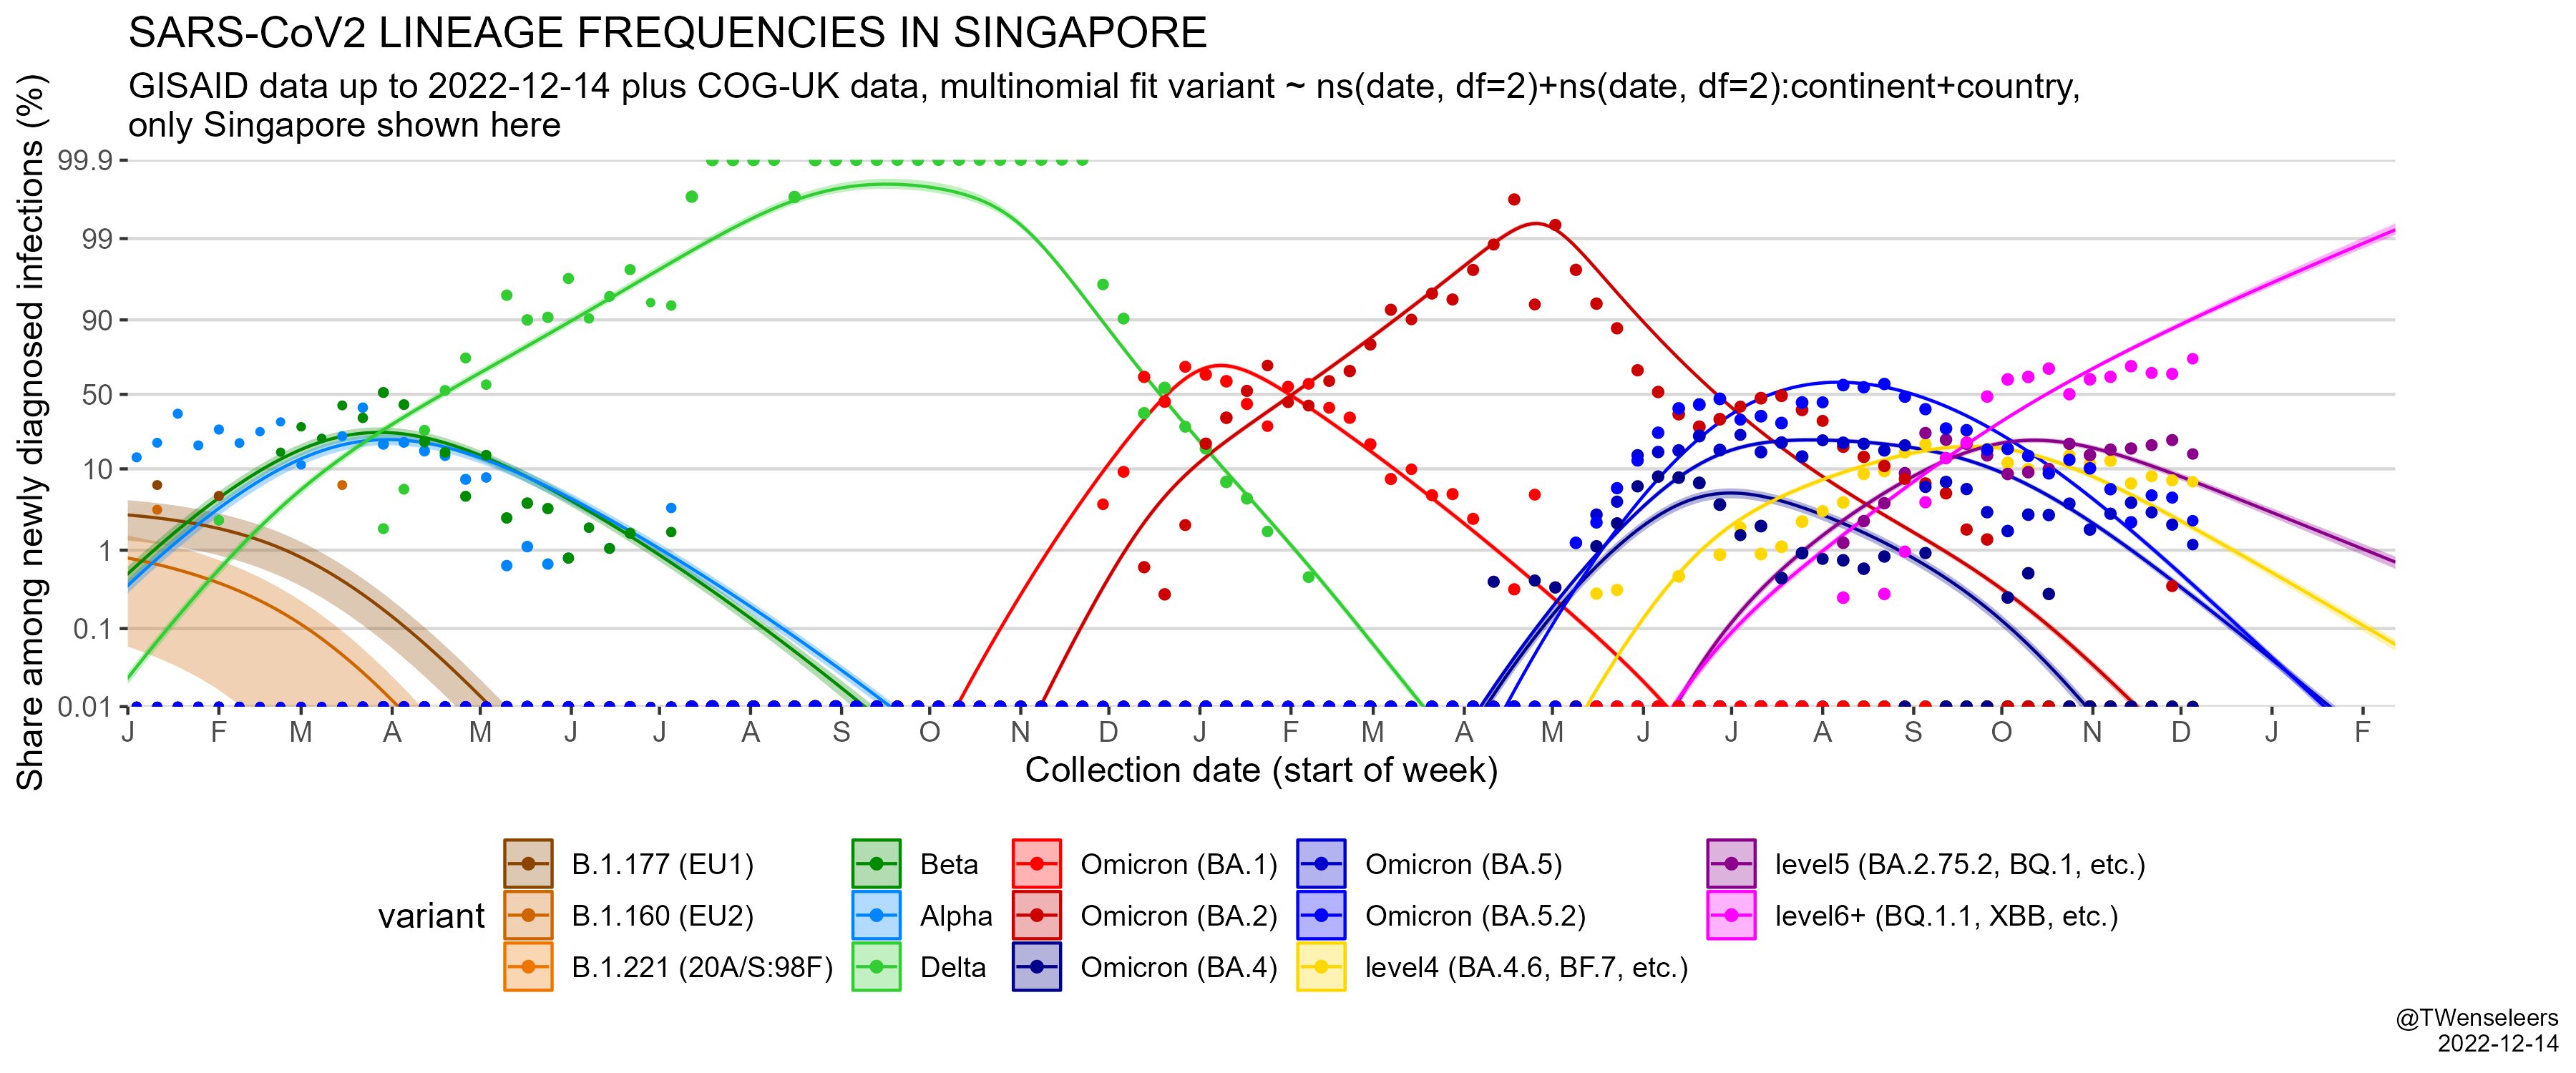 SARS-CoV2 LINEAGE FREQUENCIES IN SINGAPORE
GISAID data up to 2022-12-14 plus COG-UK data, multinomial fit variant ~ ns(date, df=2)+ns(date, df=2):continent+country,
only Singapore shown here
Share among newly diagnosed infections (%)
99.9
99
90
50
10
1
0.1
0.01
J F M A M J J A S O N D J F M A M J J A S O N D J F
Collection date (start of week)
variant
B.1.177 (EU1)
B.1.160 (EU2)
B.1.221 (20A/S:98F)
Beta
Alpha
Delta
Omicron (BA.1)
Omicron (BA.2)
Omicron (BA.4)
Omicron (BA.5)
Omicron (BA.5.2)
level4 (BA.4.6, BF.7, etc.)
level5 (BA.2.75.2, BQ.1, etc.)
level6+ (BQ.1.1, XBB, etc.)
@TWenseleers
2022-12-14